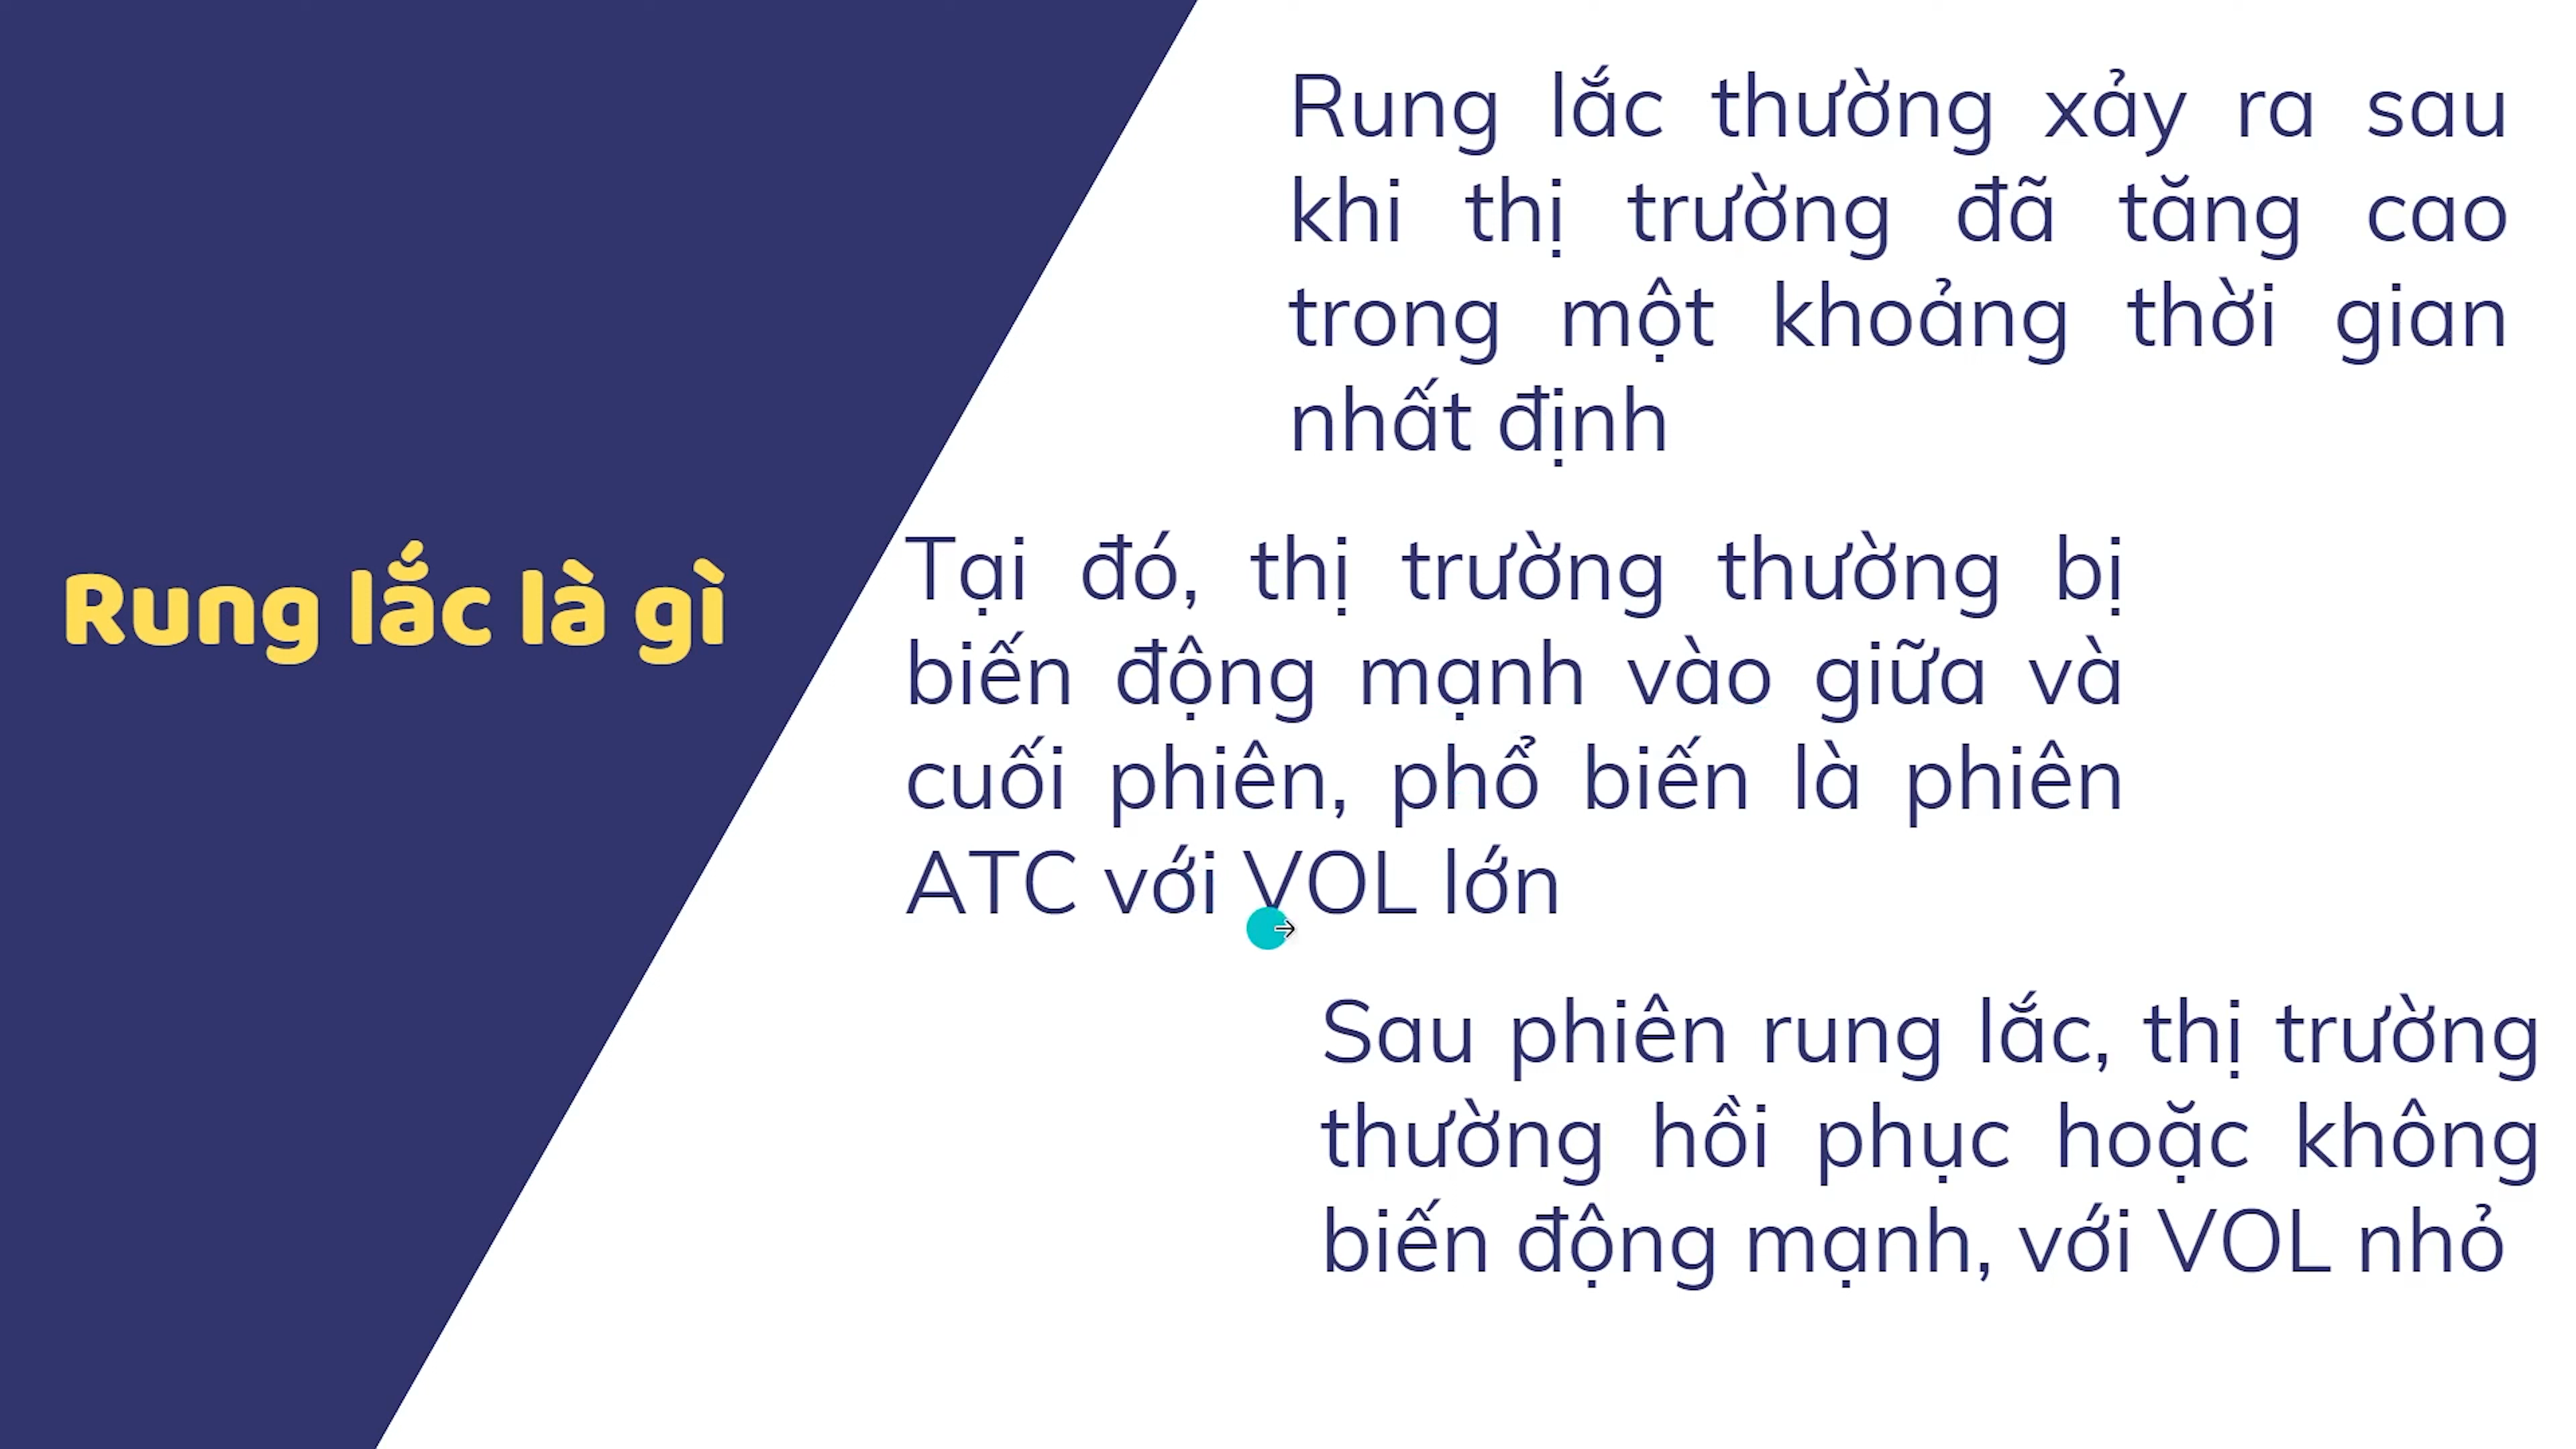 Rung lắc là gì
Rung lắc thường xảy ra sau
khi thị trường đã tăng cao
trong một khoảng thời gian
nhất định
Tại đó, thị trường thường bị
biến động mạnh vào giữa và
cuối phiên, phổ biến là phiên
ATC với VOL lớn
Sau phiên rung lắc, thị trường
thường hồi phục hoặc không
biến động mạnh, với VOL nhỏ